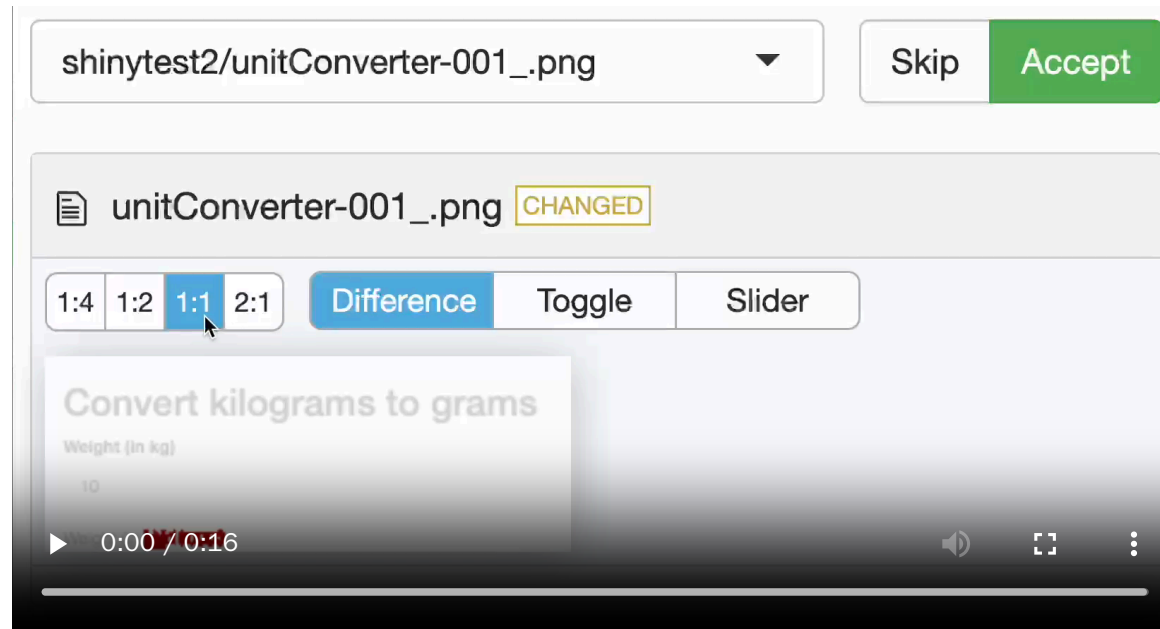 shinytest2/unitConverter-001_.png
Skip
Accept
unitConverter-001_.png CHANGED
1:4 1:2 1:1 2:1
Difference Toggle Slider
Convert kilograms to grams
Weight (in kg)
10
0:00 / 0:16